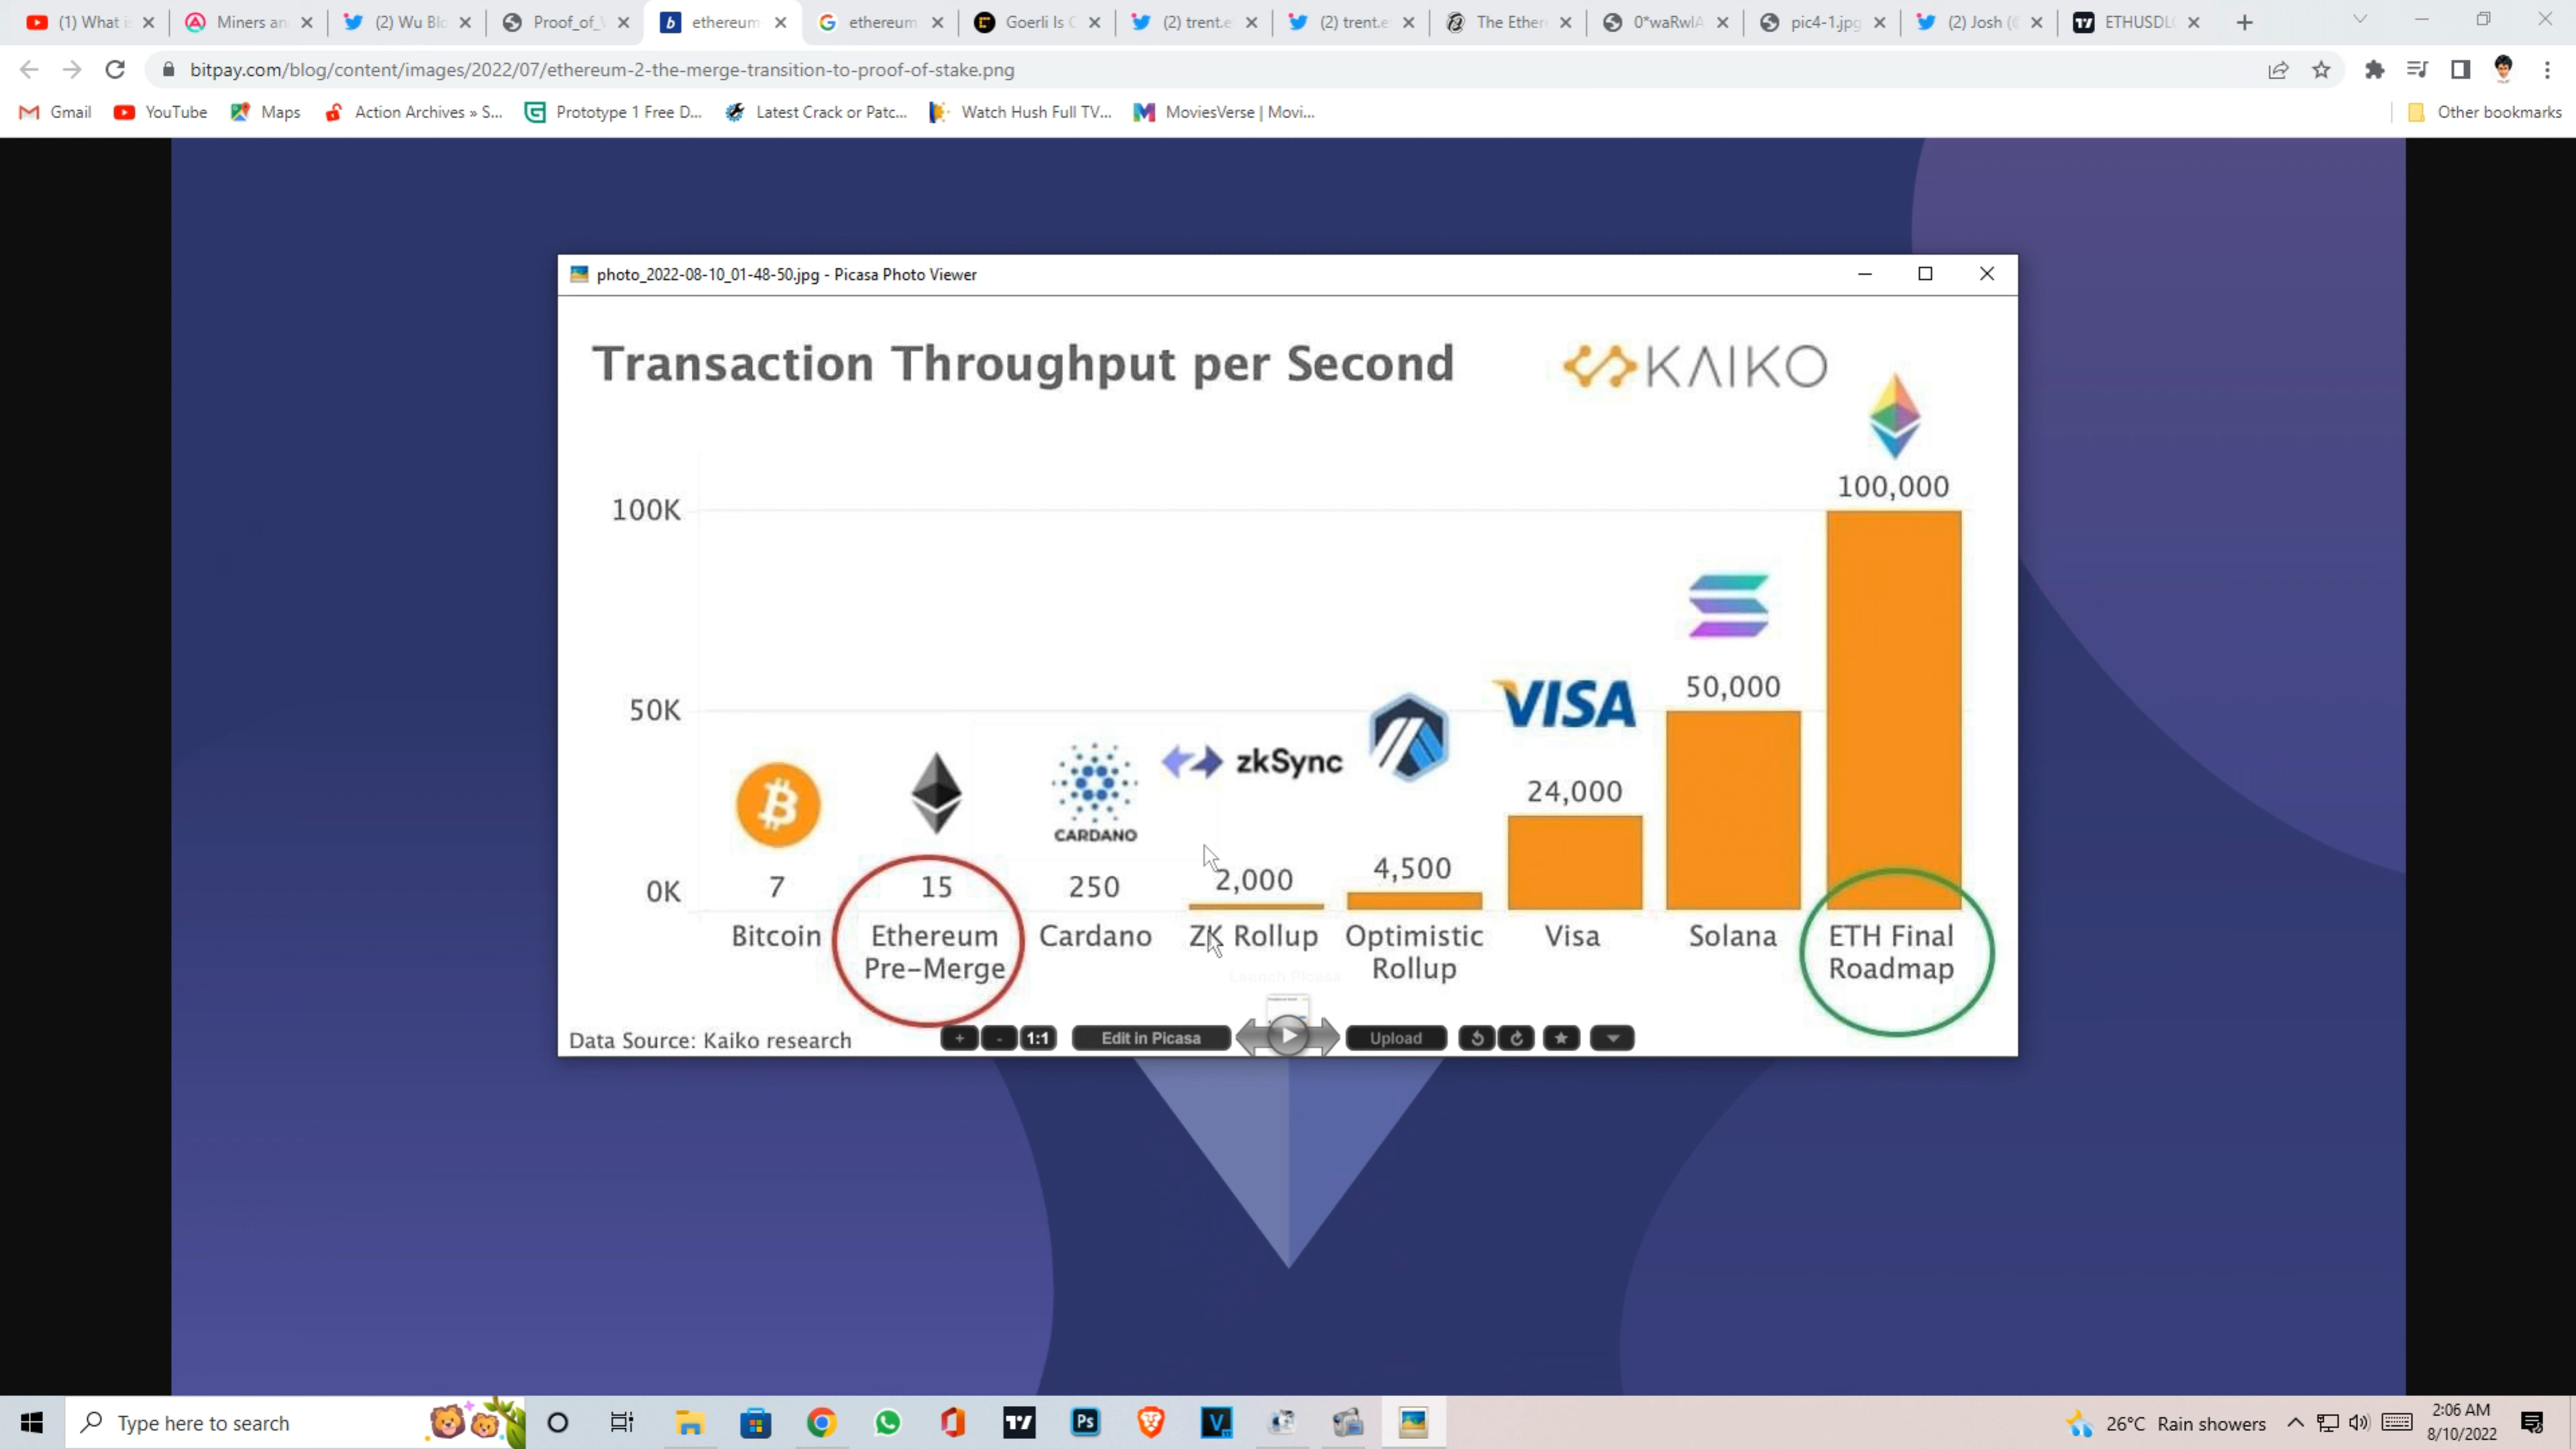 (1) What is
Miners an
(2) Wu Blo
Proof_of_
ethereum
ethereum
Goerli Is
(2) trent.e
(2) trent.e
The Ether
0*waRwlA
pic4-1.jpg
(2) Josh (
ETHUSDL
bitpay.com/blog/content/images/2022/07/ethereum-2-the-merge-transition-to-proof-of-stake.png
Gmail
YouTube
Maps
Action Archives » S...
Prototype 1 Free D...
Latest Crack or Patc...
Watch Hush Full TV...
MoviesVerse | Movi...
Other bookmarks
photo_2022-08-10_01-48-50.jpg - Picasa Photo Viewer
Transaction Throughput per Second
KAIKO
100K
50K
0K
100,000
50,000
VISA
24,000
zkSync
CARDANO
4,500
2,000
250
15
7
Bitcoin
Ethereum
Pre-Merge
Cardano
ZK Rollup
Optimistic
Rollup
Visa
Solana
ETH Final
Roadmap
Data Source: Kaiko research
1:1
Edit in Picasa
Upload
Type here to search
Ps
26°C Rain showers
2:06 AM
8/10/2022